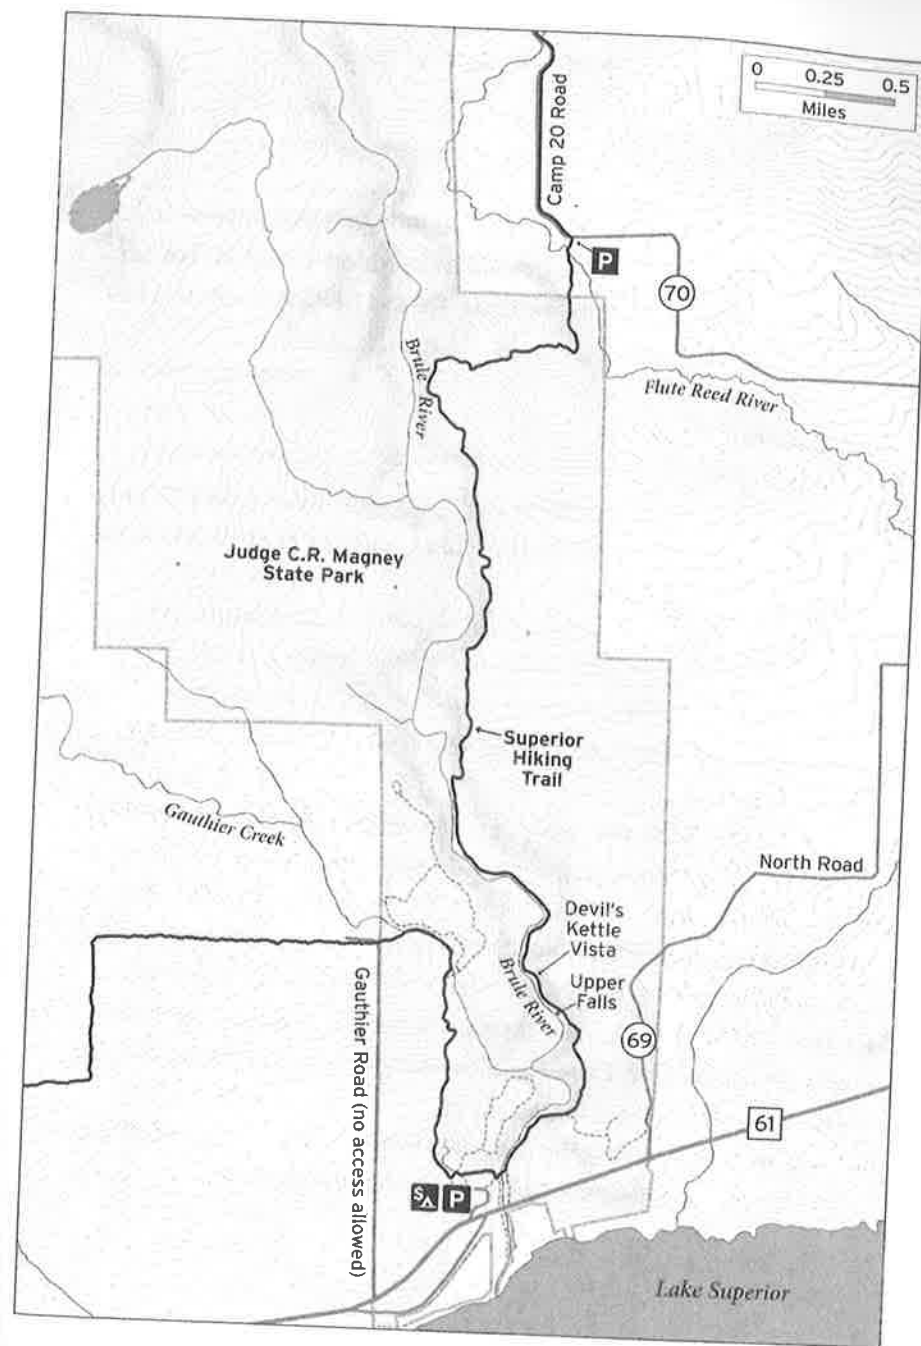 0 0.25 0.5
Miles
Camp 20 Road
P
70
Brule River
Flute Reed River
Judge C.R. Magney
State Park
Superior
Hiking
Trail
Gauthier Creek
North Road
Devil's
Kettle
Vista
Upper
Falls
Brule River
Gauthier Road (no access allowed)
69
61
S P
Lake Superior